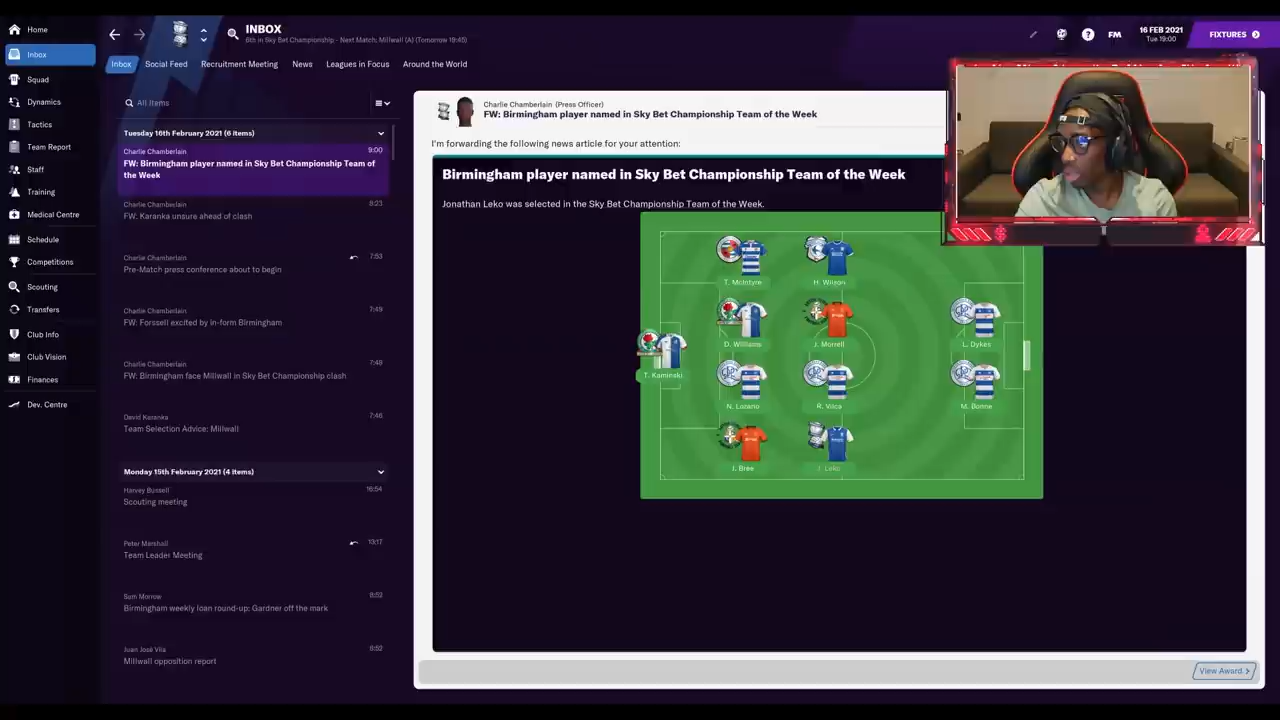 Home
Inbox
Squad
Dynamics
Tactics
Team Report
Staff
Training
Medical Centre
Schedule
Competitions
Scouting
Transfers
Club Info
Club Vision
Finances
Dev. Centre
INBOX
6th in Sky Bet Championship - Next Match: Millwall (A) (Tomorrow 19:45)
FM
16 FEB 2021
Tue 19:00
FIXTURES
Inbox
Social Feed
Recruitment Meeting
News
Leagues in Focus
Around the World
All Items
Tuesday 16th February 2021 (6 items)
Charlie Chamberlain 9:00
FW: Birmingham player named in Sky Bet Championship Team of
the Week
Charlie Chamberlain 8:23
FW: Karanka unsure ahead of clash
Charlie Chamberlain 7:53
Pre-Match press conference about to begin
Charlie Chamberlain 7:49
FW: Forssell excited by in-form Birmingham
Charlie Chamberlain 7:48
FW: Birmingham face Millwall in Sky Bet Championship clash
David Karanka 7:46
Team Selection Advice: Millwall
Monday 15th February 2021 (4 items)
Harvey Bussell 16:54
Scouting meeting
Peter Marshall 13:17
Team Leader Meeting
Sam Morrow 8:53
Birmingham weekly loan round-up: Gardner off the mark
Juan José Vila 6:52
Millwall opposition report
Charlie Chamberlain (Press Officer)
FW: Birmingham player named in Sky Bet Championship Team of the Week
I'm forwarding the following news article for your attention:
Birmingham player named in Sky Bet Championship Team of the Week
Jonathan Leko was selected in the Sky Bet Championship Team of the Week.
T. McIntyre
H. Wilson
D. Williams
J. Morrell
L. Dykes
T. Kaminski
N. Lozano
R. Vilca
M. Bonne
J. Bree
J. Leko
View Award